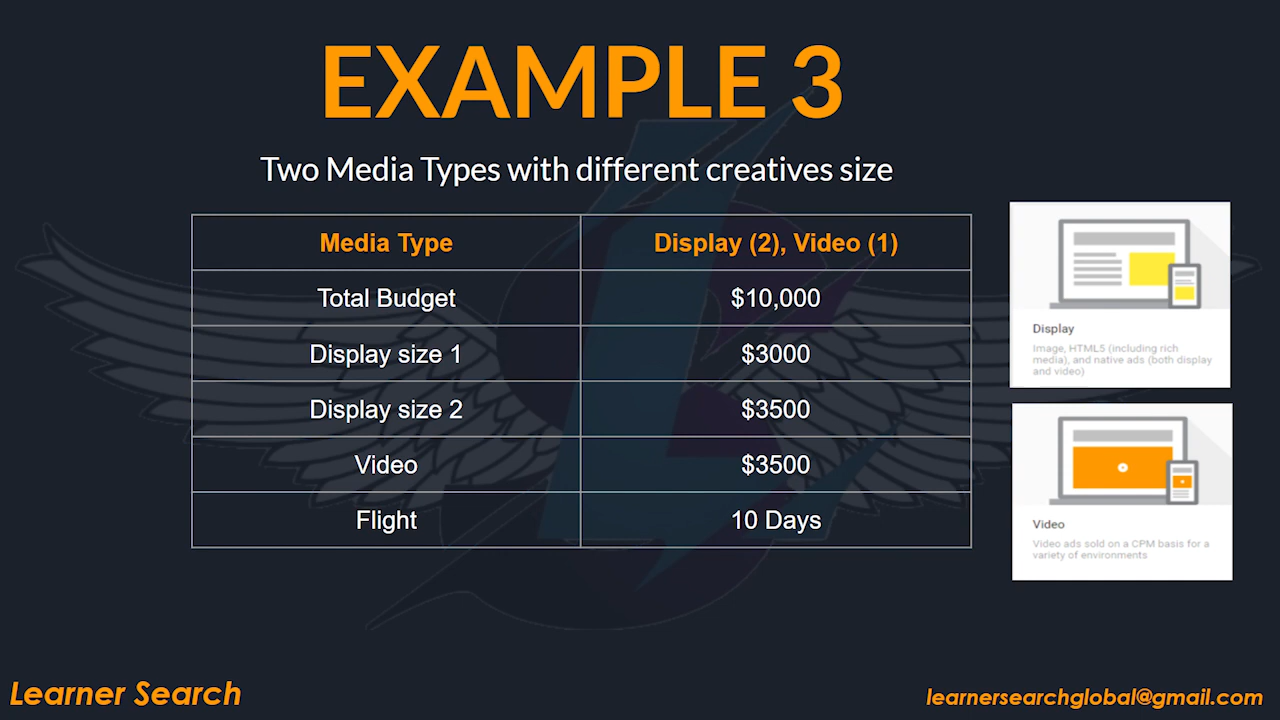 EXAMPLE 3
Two Media Types with different creatives size
Media Type
Display (2), Video (1)
Total Budget
$10,000
Display size 1
$3000
Display size 2
$3500
Video
$3500
Flight
10 Days
Display
Image, HTML5 (including rich
media), and native ads (both display
and video)
Video
Video ads sold on a CPM basis for a
variety of environments
Learner Search
learnersearchglobal@gmail.com